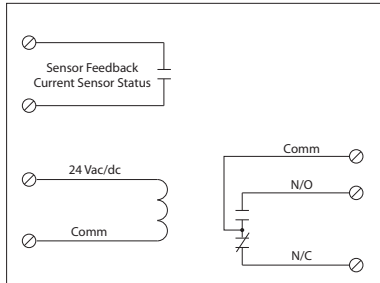 Sensor Feedback
Current Sensor Status
24 Vac/dc
Comm
Comm
N/O
N/C